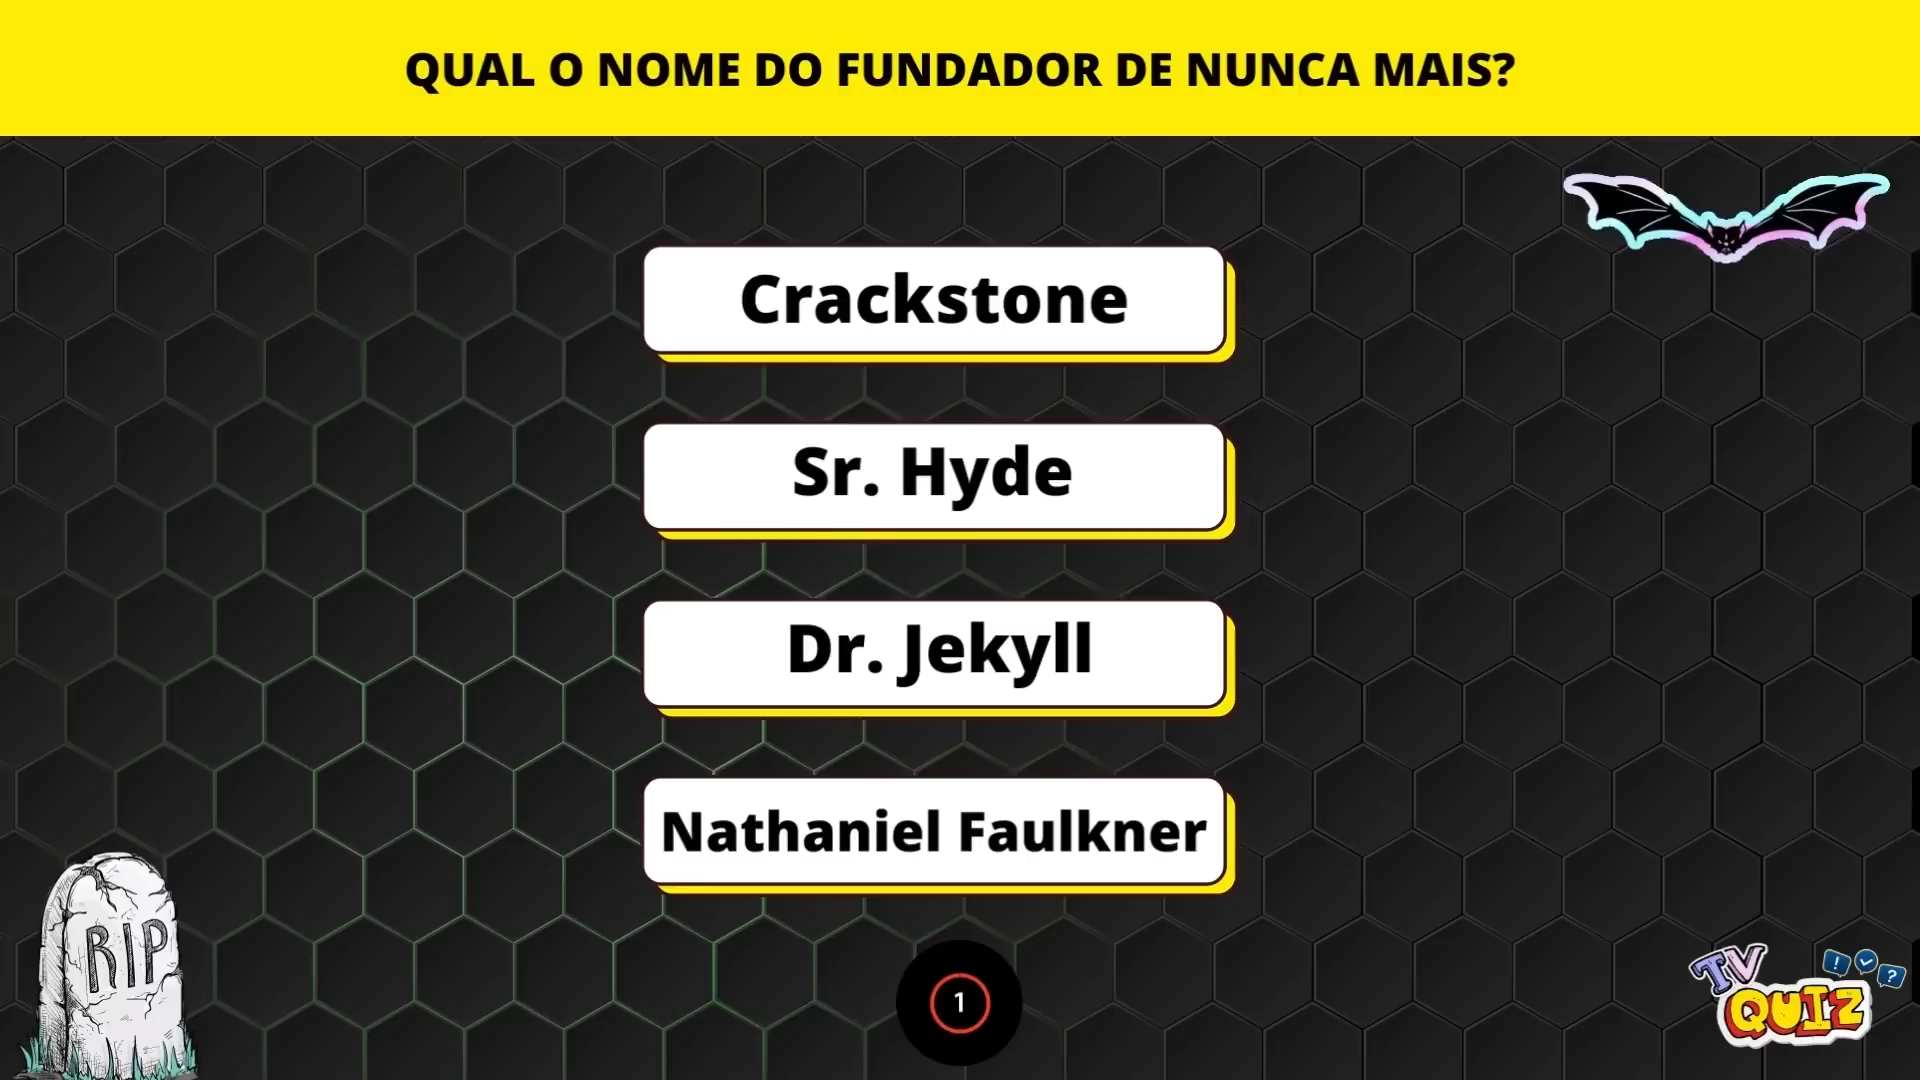 QUAL O NOME DO FUNDADOR DE NUNCA MAIS?
Crackstone
Sr. Hyde
Dr. Jekyll
Nathaniel Faulkner
RIP
1
TV
! ?
QUIZ